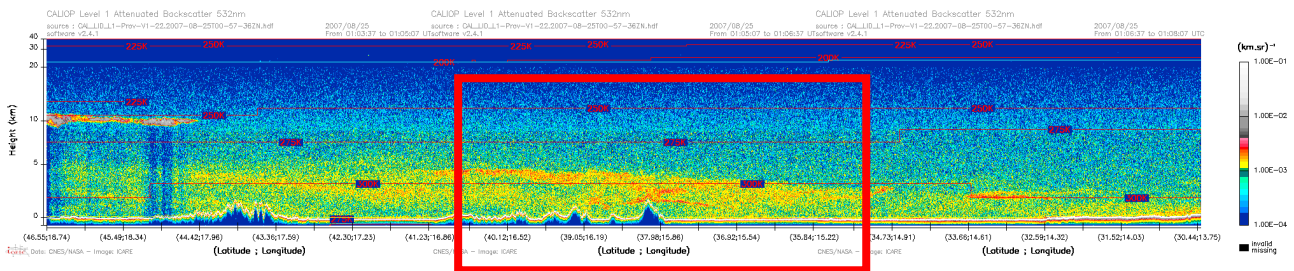 CALIOP Level 1 Attenuated Backscatter 532nm
source : CAL_LID_L1-Prov-V1-22.2007-08-25T00-57-36ZN.hdf
2007/08/25
software v2.4.1
From 01:03:37 to 01:05:07 UTC
CALIOP Level 1 Attenuated Backscatter 532nm
source : CAL_LID_L1-Prov-V1-22.2007-08-25T00-57-36ZN.hdf
2007/08/25
software v2.4.1
From 01:05:07 to 01:06:37 UTC
CALIOP Level 1 Attenuated Backscatter 532nm
source : CAL_LID_L1-Prov-V1-22.2007-08-25T00-57-36ZN.hdf
2007/08/25
software v2.4.1
From 01:06:37 to 01:08:07 UTC
Height (km)
40
30
20
10
5
0
225K 250K 225K 250K 225K 250K
225K
250K
(46.55;18.74) (45.49;18.34) (44.42;17.96) (43.36;17.59) (42.30;17.23) (41.23;16.86) (40.12;16.52) (39.05;16.19) (37.98;15.86) (36.92;15.54) (35.84;15.22) (34.73;14.91) (33.66;14.61) (32.59;14.32) (31.52;14.03) (30.44;13.75)
(Latitude ; Longitude) (Latitude ; Longitude) (Latitude ; Longitude)
Data: CNES/NASA - Image: ICARE
CNES/NASA - Image: ICARE
CNES/NASA - Image: ICARE
(km.sr)⁻¹
1.00E-01
1.00E-02
1.00E-03
1.00E-04
invalid
missing